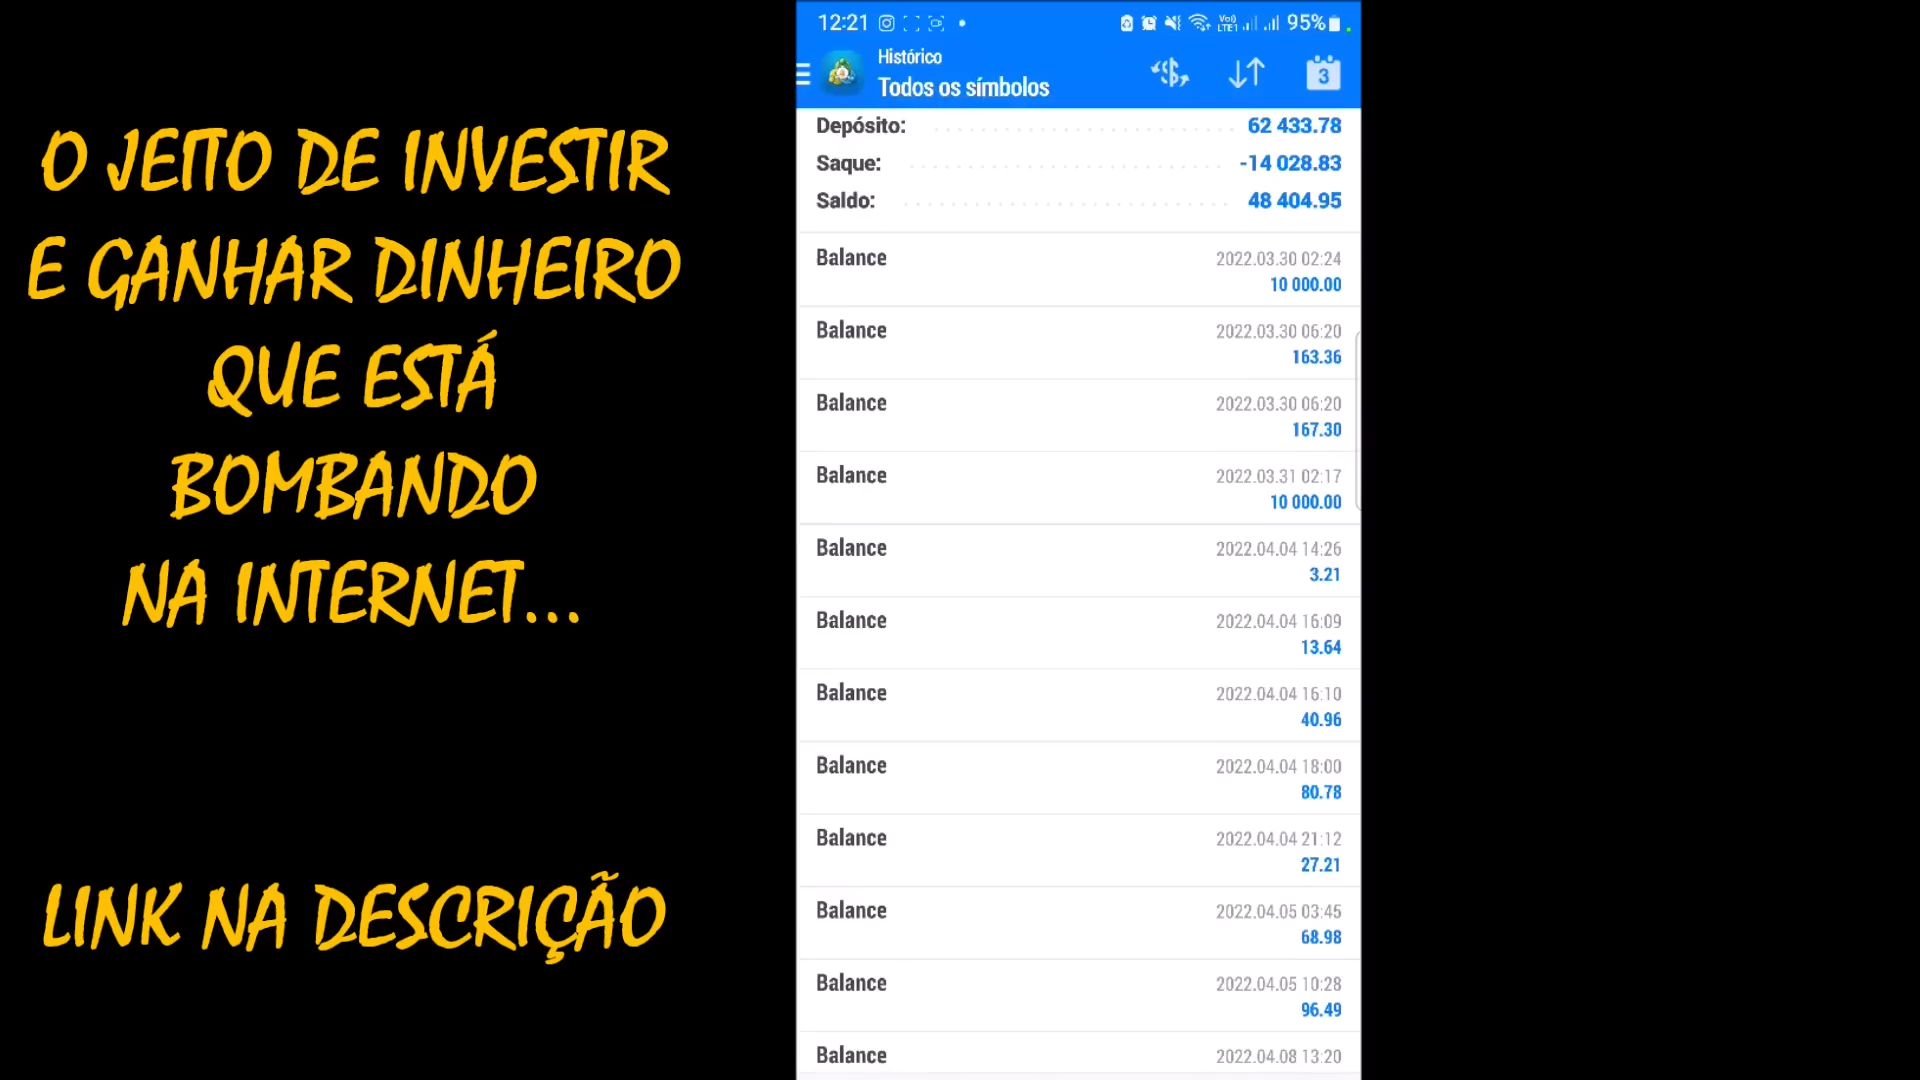 O JEITO DE INVESTIR
E GANHAR DINHEIRO
QUE ESTÁ
BOMBANDO
NA INTERNET...
LINK NA DESCRIÇÃO
12:21
Vo)) LTE1
95%
Histórico
Todos os símbolos
3
Depósito: 62 433.78
Saque: -14 028.83
Saldo: 48 404.95
Balance 2022.03.30 02:24
10 000.00
Balance 2022.03.30 06:20
163.36
Balance 2022.03.30 06:20
167.30
Balance 2022.03.31 02:17
10 000.00
Balance 2022.04.04 14:26
3.21
Balance 2022.04.04 16:09
13.64
Balance 2022.04.04 16:10
40.96
Balance 2022.04.04 18:00
80.78
Balance 2022.04.04 21:12
27.21
Balance 2022.04.05 03:45
68.98
Balance 2022.04.05 10:28
96.49
Balance 2022.04.08 13:20